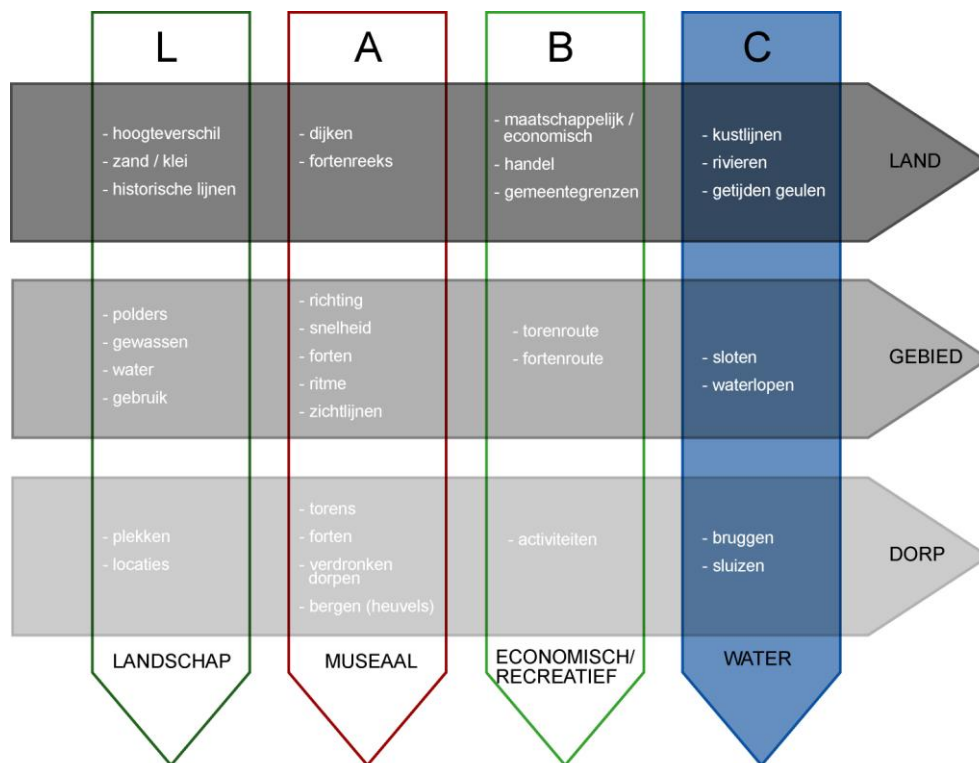 L
A
B
C
- hoogteverschil
- zand / klei
- historische lijnen
- dijken
- fortenreeks
- maatschappelijk /
economisch
- handel
- gemeentegrenzen
- kustlijnen
- rivieren
- getijden geulen
LAND
- polders
- gewassen
- water
- gebruik
- richting
- snelheid
- forten
- ritme
- zichtlijnen
- torenroute
- fortenroute
- sloten
- waterlopen
GEBIED
- plekken
- locaties
- torens
- forten
- verdronken
dorpen
- bergen (heuvels)
- activiteiten
- bruggen
- sluizen
DORP
LANDSCHAP
MUSEAAL
ECONOMISCH/
RECREATIEF
WATER